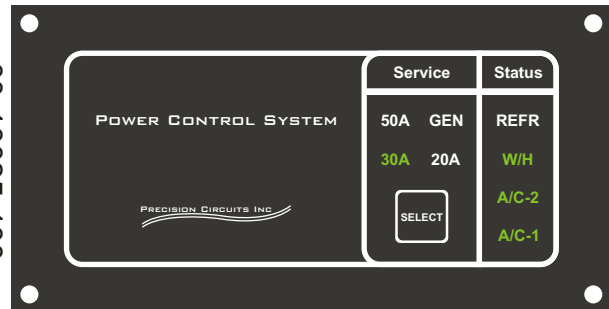 Service Status
POWER CONTROL SYSTEM
50A GEN REFR
30A 20A W/H
A/C-2
PRECISION CIRCUITS INC
SELECT
A/C-1